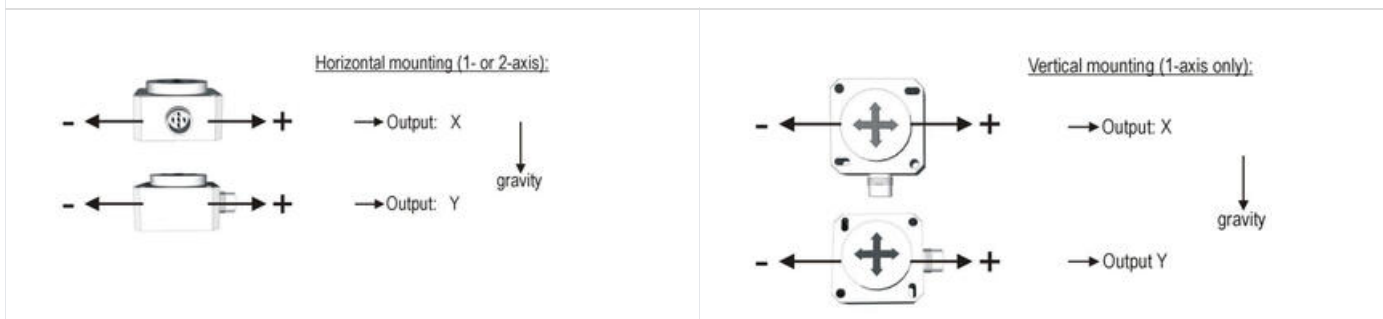 Horizontal mounting (1- or 2-axis):
- + → Output: X
gravity
- + → Output: Y
Vertical mounting (1-axis only):
- + → Output: X
gravity
- + → Output Y